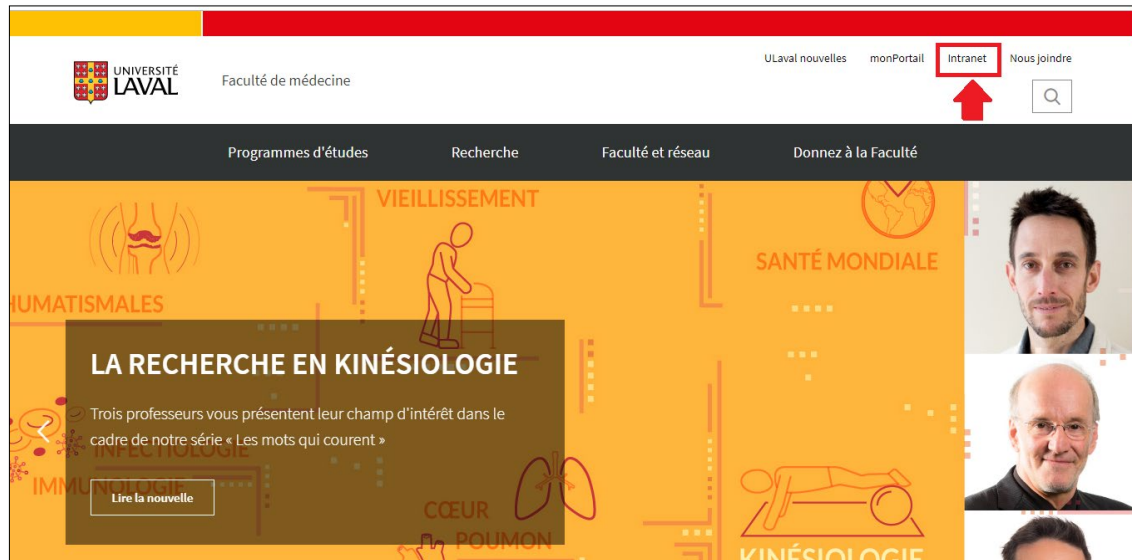 ULaval nouvelles monPortail Intranet Nous joindre
UNIVERSITÉ
LAVAL
Faculté de médecine
Programmes d'études Recherche Faculté et réseau Donnez à la Faculté
VIEILLISSEMENT
SANTÉ MONDIALE
HUMATISMALES
LA RECHERCHE EN KINÉSIOLOGIE
Trois professeurs vous présentent leur champ d'intérêt dans le
cadre de notre série « Les mots qui courent »
INFECTIOLOGIE
IMMUNOLOGIE
Lire la nouvelle
CŒUR
POUMON
KINÉSIOLOGIE